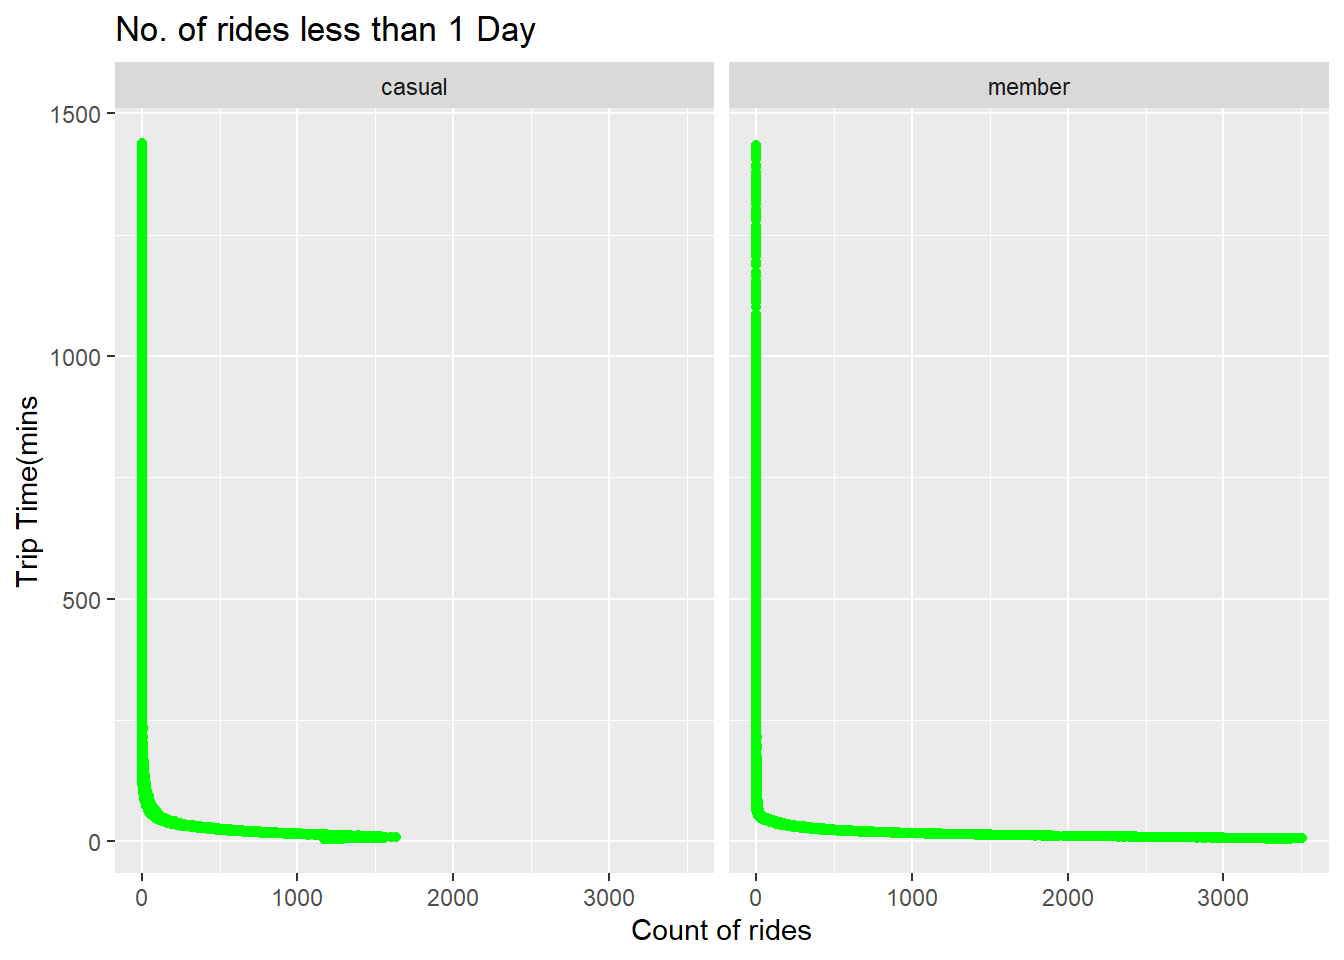 No. of rides less than 1 Day
casual
member
1500
1000
500
0
Trip Time(mins
0 1000 2000 3000
0 1000 2000 3000
Count of rides